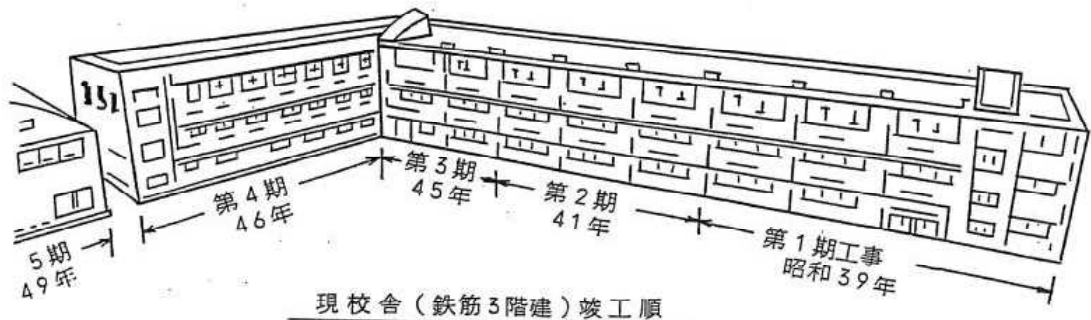 5期
49年
第4期
46年
第3期
45年
第2期
41年
第1期工事
昭和39年
現校舎（鉄筋3階建）竣工順